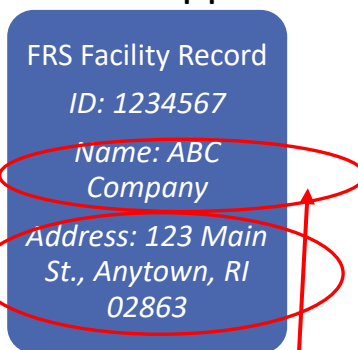 FRS Facility Record
ID: 1234567
Name: ABC
Company
Address: 123 Main
St., Anytown, RI
02863